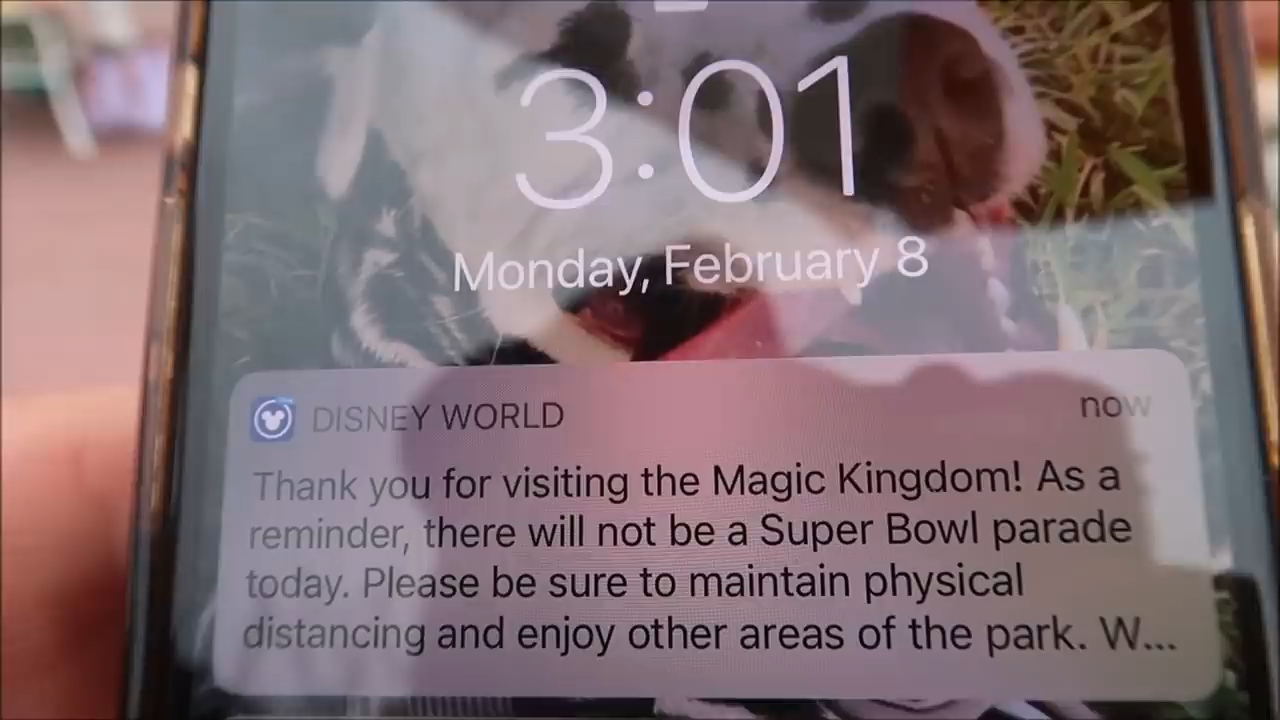 3:01
Monday, February 8
DISNEY WORLD now
Thank you for visiting the Magic Kingdom! As a
reminder, there will not be a Super Bowl parade
today. Please be sure to maintain physical
distancing and enjoy other areas of the park. W...